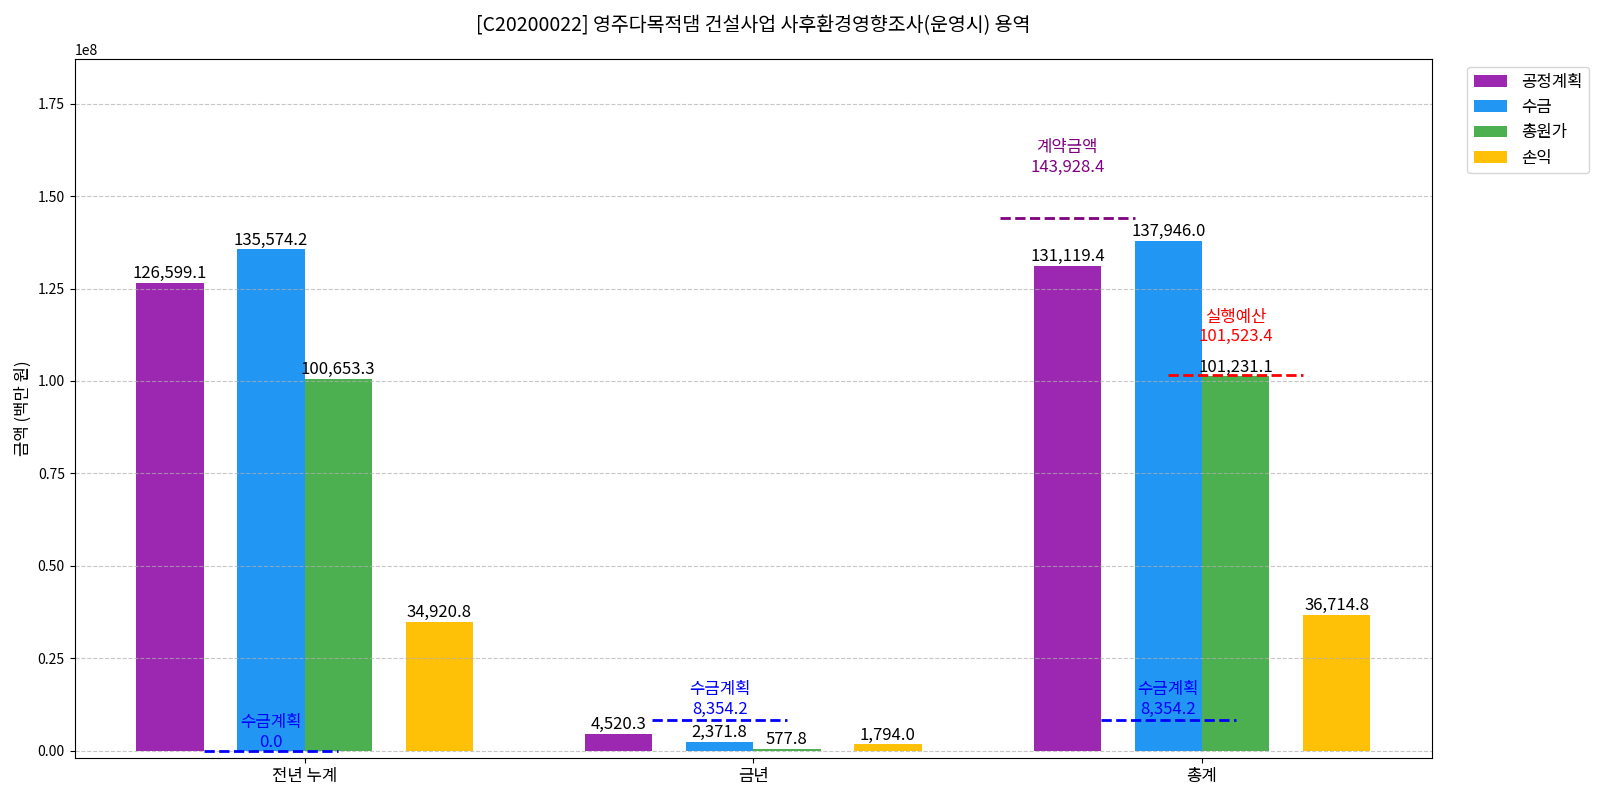 [C20200022] 영주다목적댐 건설사업 사후환경영향조사(운영시) 용역
1e8
1.75
1.50
1.25
1.00
0.75
0.50
0.25
0.00
금액 (백만 원)
126,599.1
135,574.2
100,653.3
34,920.8
수금계획
0.0
4,520.3
수금계획
8,354.2
2,371.8
577.8
1,794.0
계약금액
143,928.4
131,119.4
137,946.0
실행예산
101,523.4
101,231.1
수금계획
8,354.2
36,714.8
전년 누계
금년
총계
공정계획
수금
총원가
손익